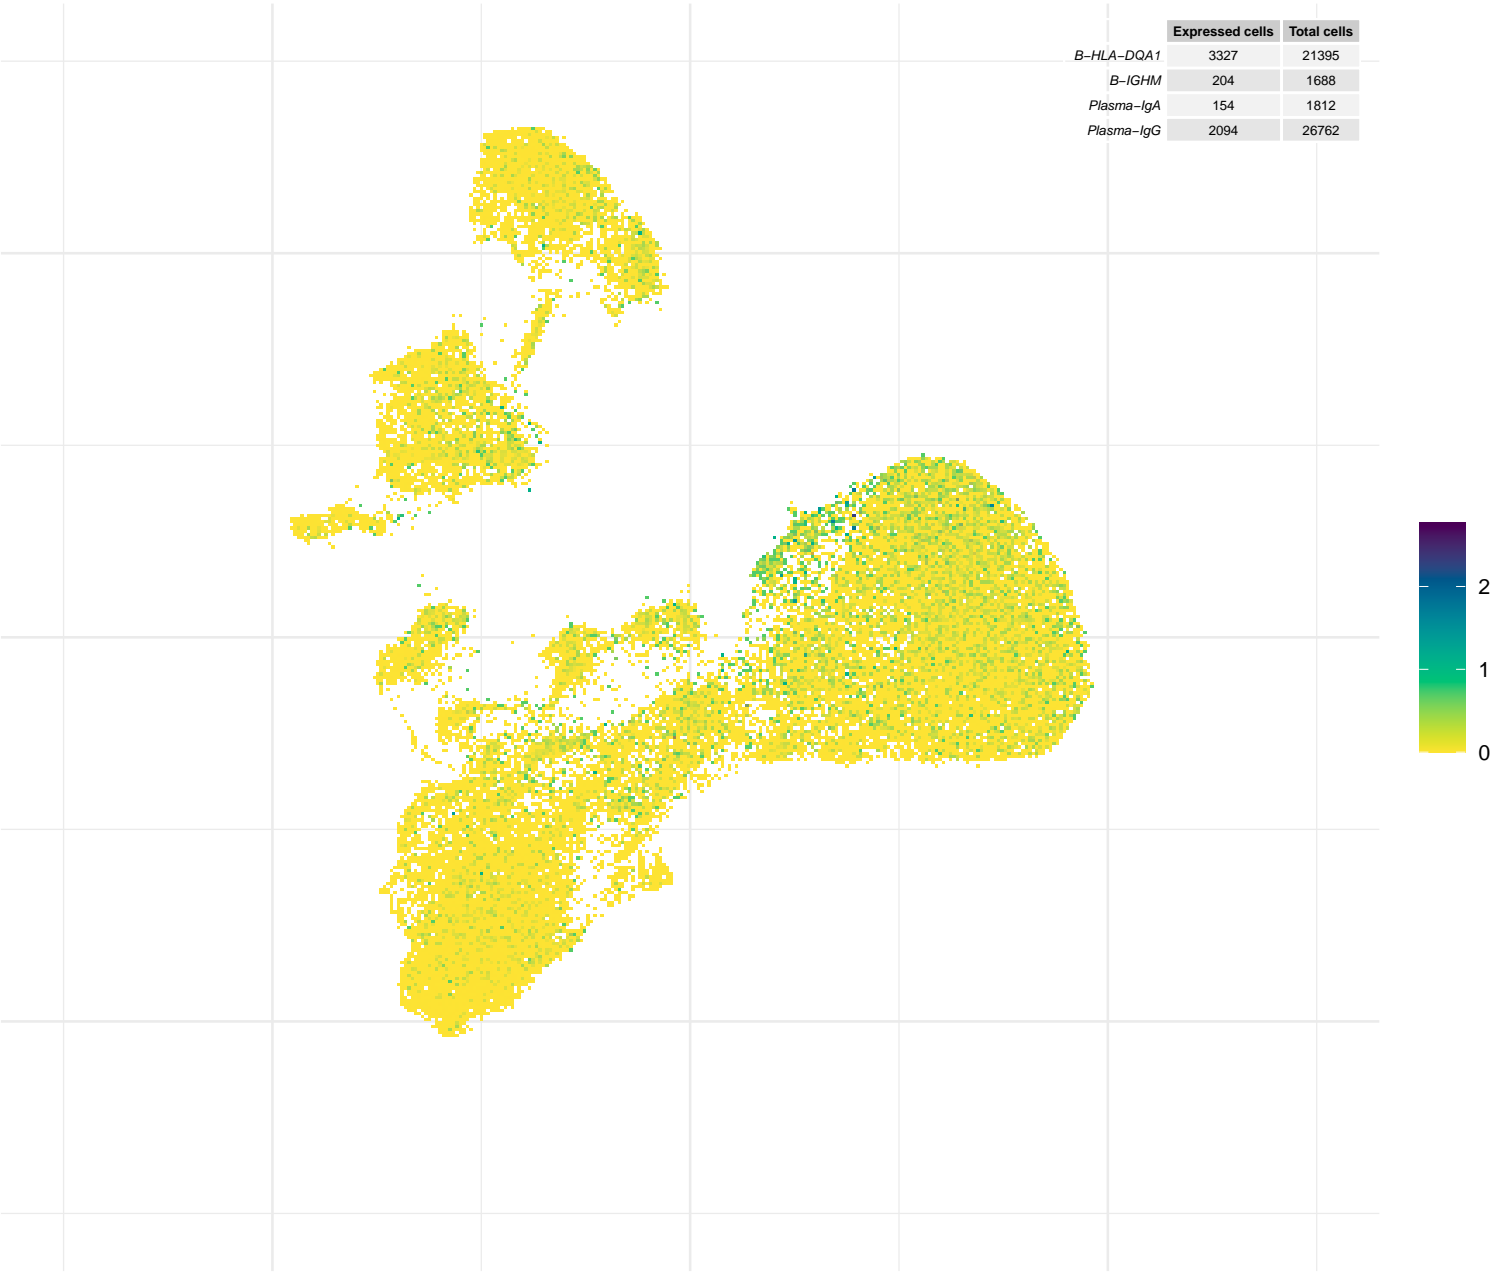 Expressed cells Total cells
B−HLA−DQA1 3327 21395
B−IGHM 204 1688
Plasma−IgA 154 1812
Plasma−IgG 2094 26762
2
1
0